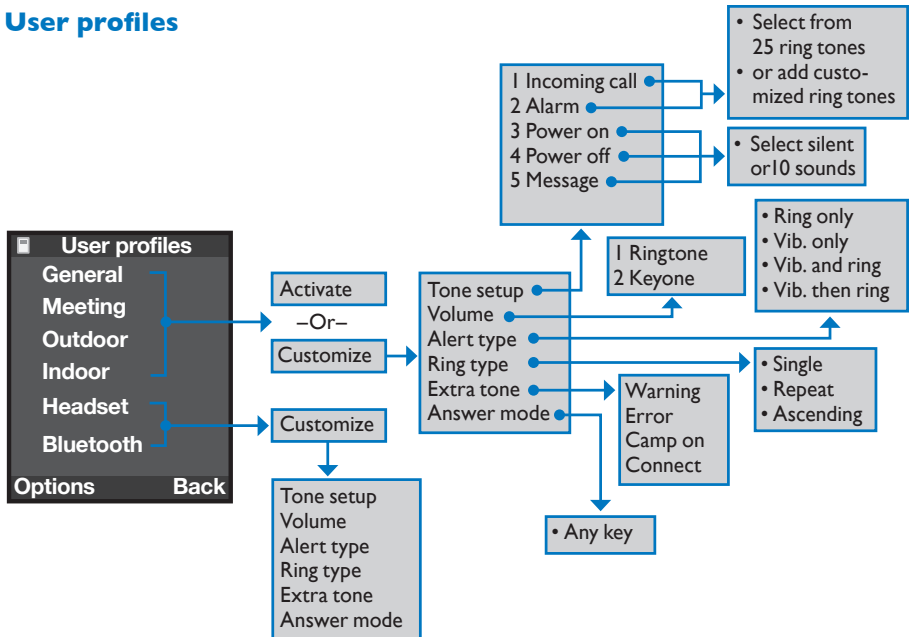 User profiles
• Select from
25 ring tones
• or add custo-
mized ring tones
1 Incoming call
2 Alarm
3 Power on
4 Power off
5 Message
• Select silent
or10 sounds
User profiles
General
Meeting
Outdoor
Indoor
Headset
Bluetooth
Options Back
Activate
–Or–
Customize
Customize
Tone setup
Volume
Alert type
Ring type
Extra tone
Answer mode
Tone setup
Volume
Alert type
Ring type
Extra tone
Answer mode
1 Ringtone
2 Keyone
• Ring only
• Vib. only
• Vib. and ring
• Vib. then ring
• Single
• Repeat
• Ascending
Warning
Error
Camp on
Connect
• Any key